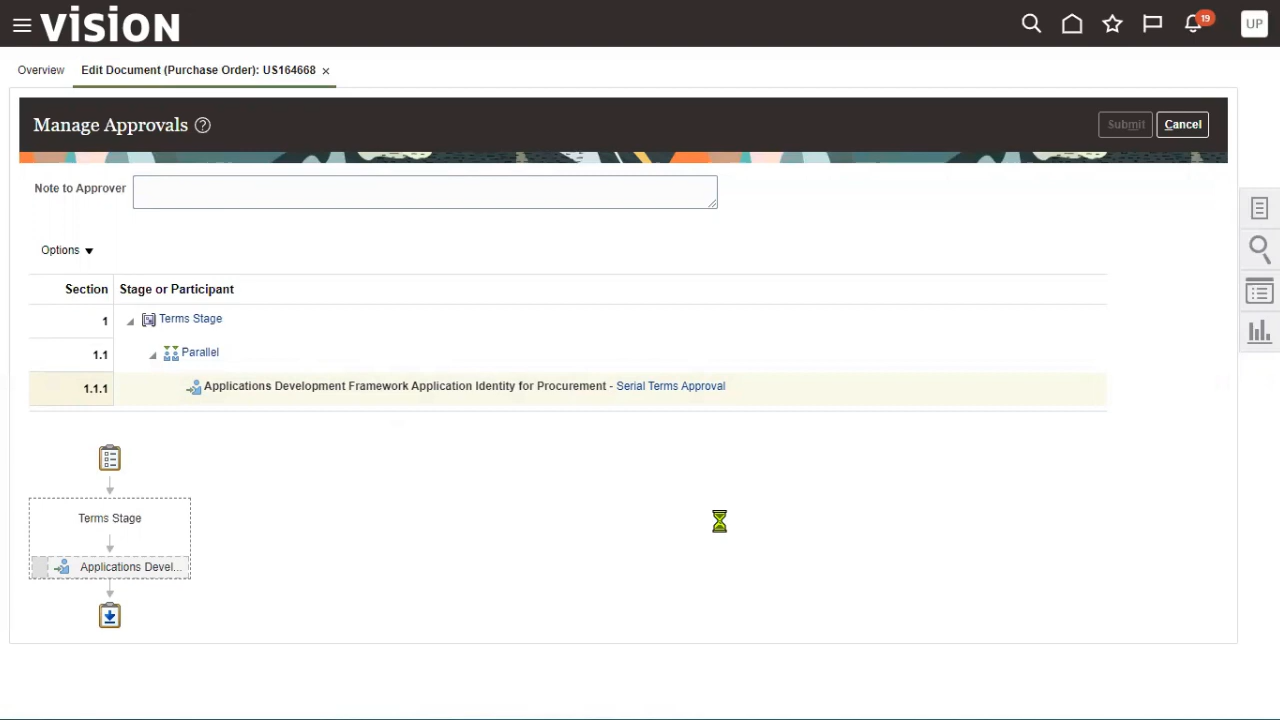 vision
19
UP
Overview
Edit Document (Purchase Order): US164668 ×
Manage Approvals ?
Submit
Cancel
Note to Approver
Options
Section
Stage or Participant
1
Terms Stage
1.1
Parallel
1.1.1
Applications Development Framework Application Identity for Procurement - Serial Terms Approval
Terms Stage
Applications Devel...